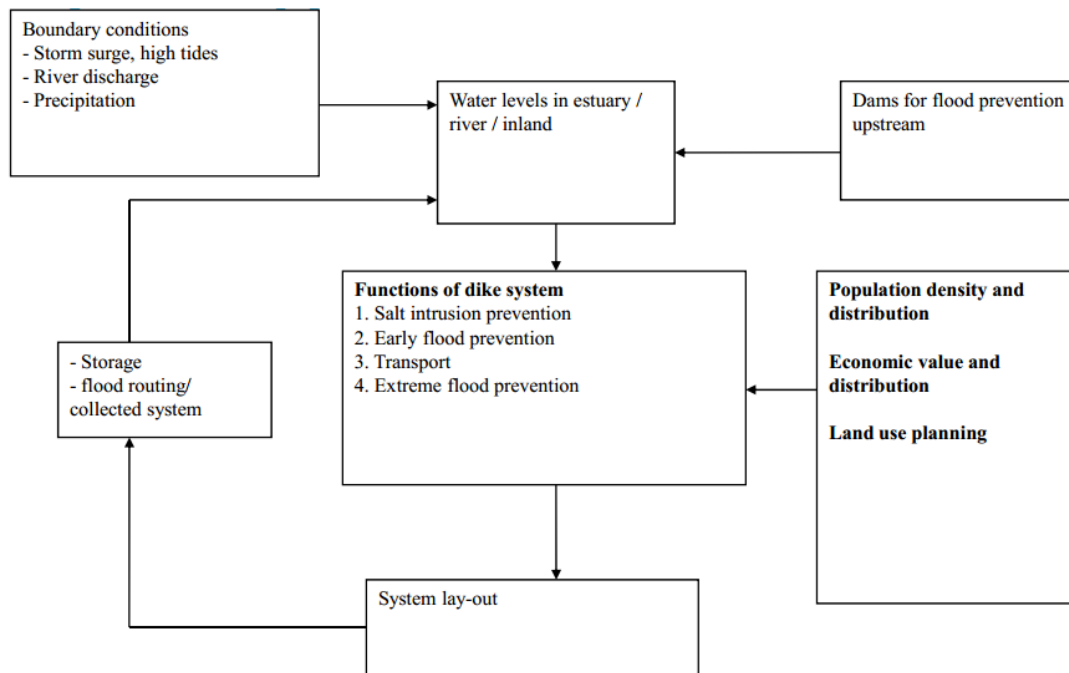 Boundary conditions
- Storm surge, high tides
- River discharge
- Precipitation
Water levels in estuary /
river / inland
Dams for flood prevention
upstream
Functions of dike system
1. Salt intrusion prevention
2. Early flood prevention
3. Transport
4. Extreme flood prevention
Population density and
distribution
Economic value and
distribution
Land use planning
- Storage
- flood routing/
collected system
System lay-out